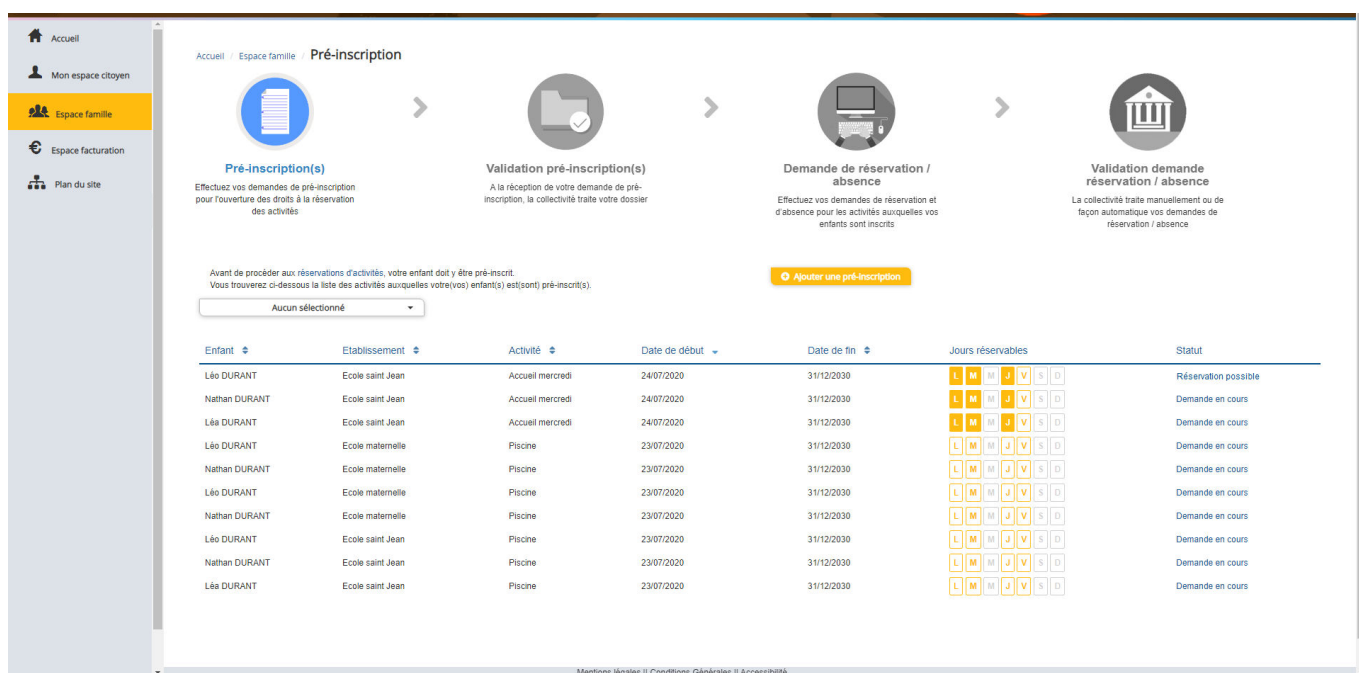 Accueil
Mon espace citoyen
Espace famille
Espace facturation
Plan du site
Accueil / Espace famille / Pré-inscription
Pré-inscription(s)
Effectuez vos demandes de pré-inscription
pour l'ouverture des droits à la réservation
des activités
Validation pré-inscription(s)
A la réception de votre demande de pré-
inscription, la collectivité traite votre dossier
Demande de réservation /
absence
Effectuez vos demandes de réservation et
d'absence pour les activités auxquelles vos
enfants sont inscrits
Validation demande
réservation / absence
La collectivité traite manuellement ou de
façon automatique vos demandes de
réservation / absence
Avant de procéder aux réservations d'activités, votre enfant doit y être pré-inscrit.
Vous trouverez ci-dessous la liste des activités auxquelles votre(vos) enfant(s) est(sont) pré-inscrit(s).
Ajouter une pré-inscription
Aucun sélectionné
Enfant Etablissement Activité Date de début Date de fin Jours réservables Statut
Léo DURANT Ecole saint Jean Accueil mercredi 24/07/2020 31/12/2030 L M M J V S D Réservation possible
Nathan DURANT Ecole saint Jean Accueil mercredi 24/07/2020 31/12/2030 L M M J V S D Demande en cours
Léa DURANT Ecole saint Jean Accueil mercredi 24/07/2020 31/12/2030 L M M J V S D Demande en cours
Léo DURANT Ecole maternelle Piscine 23/07/2020 31/12/2030 L M M J V S D Demande en cours
Nathan DURANT Ecole maternelle Piscine 23/07/2020 31/12/2030 L M M J V S D Demande en cours
Léo DURANT Ecole maternelle Piscine 23/07/2020 31/12/2030 L M M J V S D Demande en cours
Nathan DURANT Ecole maternelle Piscine 23/07/2020 31/12/2030 L M M J V S D Demande en cours
Léo DURANT Ecole saint Jean Piscine 23/07/2020 31/12/2030 L M M J V S D Demande en cours
Nathan DURANT Ecole saint Jean Piscine 23/07/2020 31/12/2030 L M M J V S D Demande en cours
Léa DURANT Ecole saint Jean Piscine 23/07/2020 31/12/2030 L M M J V S D Demande en cours
Mentions légales || Conditions Générales || Accessibilité